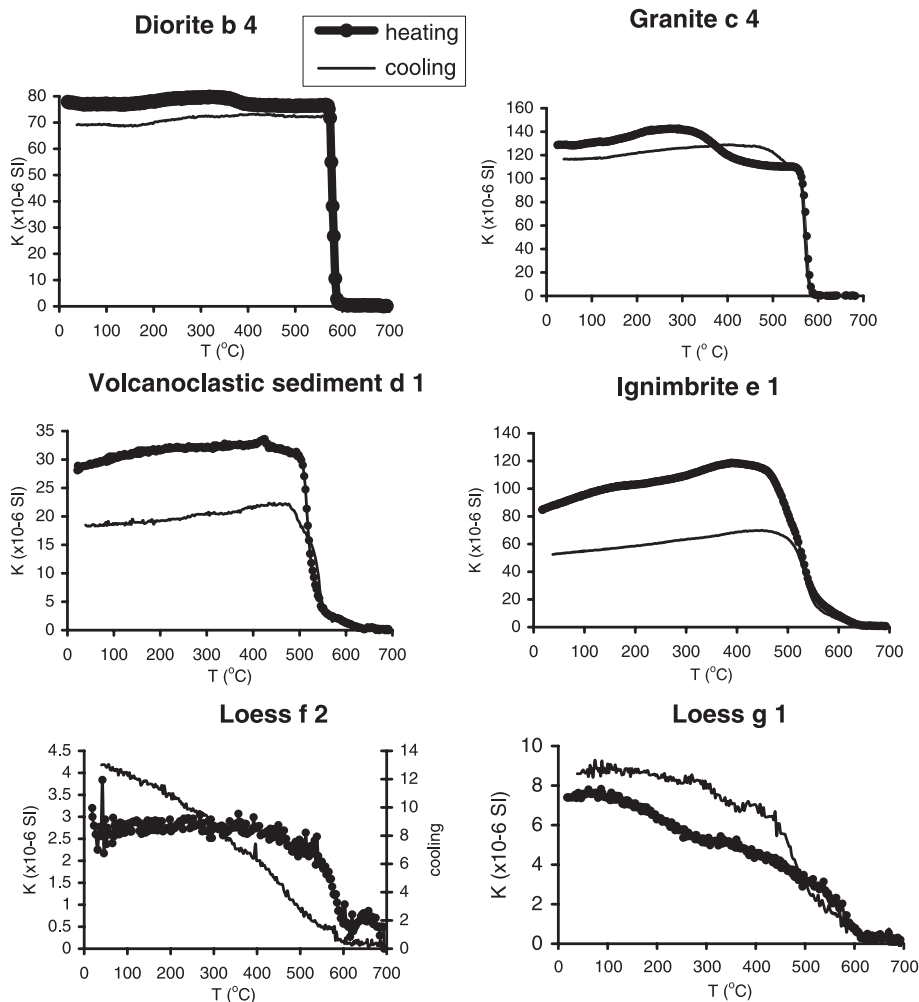 Diorite b 4
Granite c 4
heating
cooling
80
70
60
50
40
30
20
10
0
K (x10-6 SI)
0 100 200 300 400 500 600 700
T (°C)
160
140
120
100
80
60
40
20
0
K (x10-6 SI)
0 100 200 300 400 500 600 700
T (° C)
Volcanoclastic sediment d 1
Ignimbrite e 1
35
30
25
20
15
10
5
0
K (x10-6 SI)
0 100 200 300 400 500 600 700
T (°C)
140
120
100
80
60
40
20
0
K (x10-6 SI)
0 100 200 300 400 500 600 700
T (°C)
Loess f 2
Loess g 1
4.5
4
3.5
3
2.5
2
1.5
1
0.5
0
K (x10-6 SI)
14
12
10
8
6
4
2
0
cooling
0 100 200 300 400 500 600 700
T (°C)
10
8
6
4
2
0
K (x10-6 SI)
0 100 200 300 400 500 600 700
T (°C)